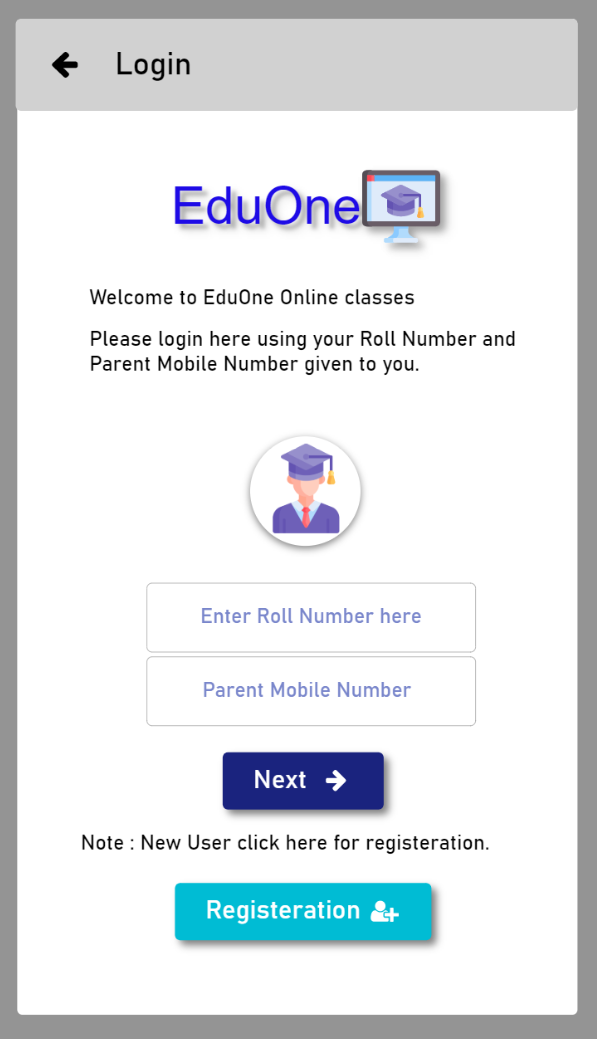 Login
EduOne
Welcome to EduOne Online classes
Please login here using your Roll Number and
Parent Mobile Number given to you.
Enter Roll Number here
Parent Mobile Number
Next
Note : New User click here for registeration.
Registeration